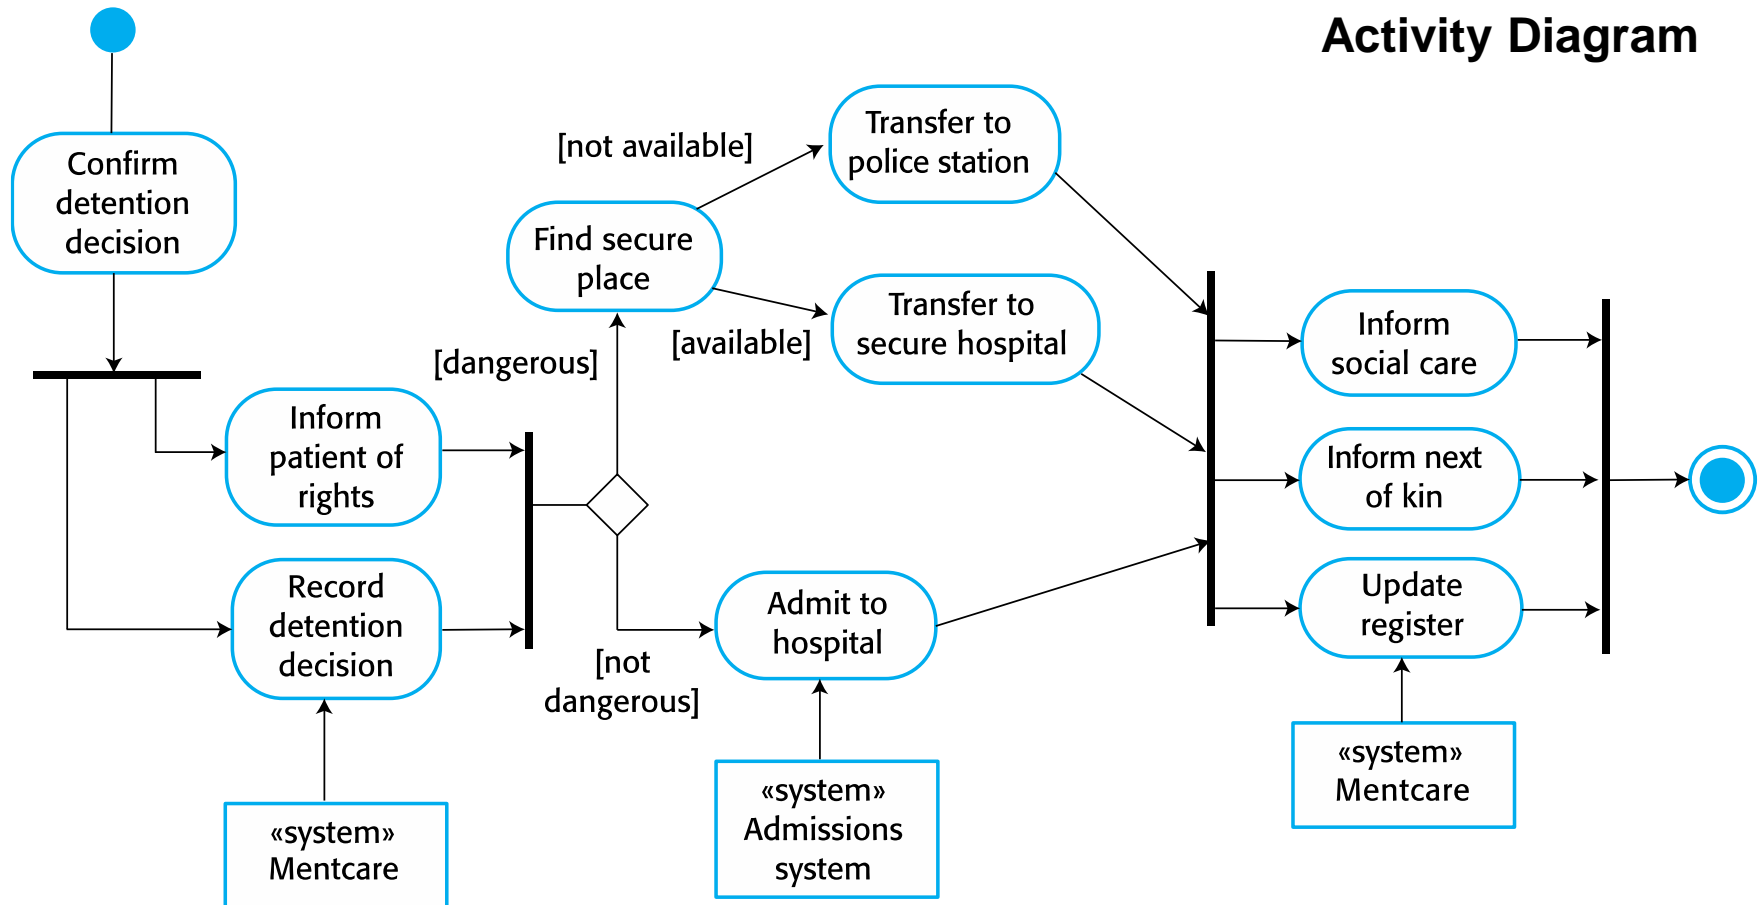 Activity Diagram
Confirm
detention
decision
[not available]
Transfer to
police station
Find secure
place
Transfer to
secure hospital
[available]
[dangerous]
Inform
social care
Inform
patient of
rights
Inform next
of kin
Record
detention
decision
Admit to
hospital
Update
register
[not
dangerous]
«system»
Mentcare
«system»
Admissions
system
«system»
Mentcare